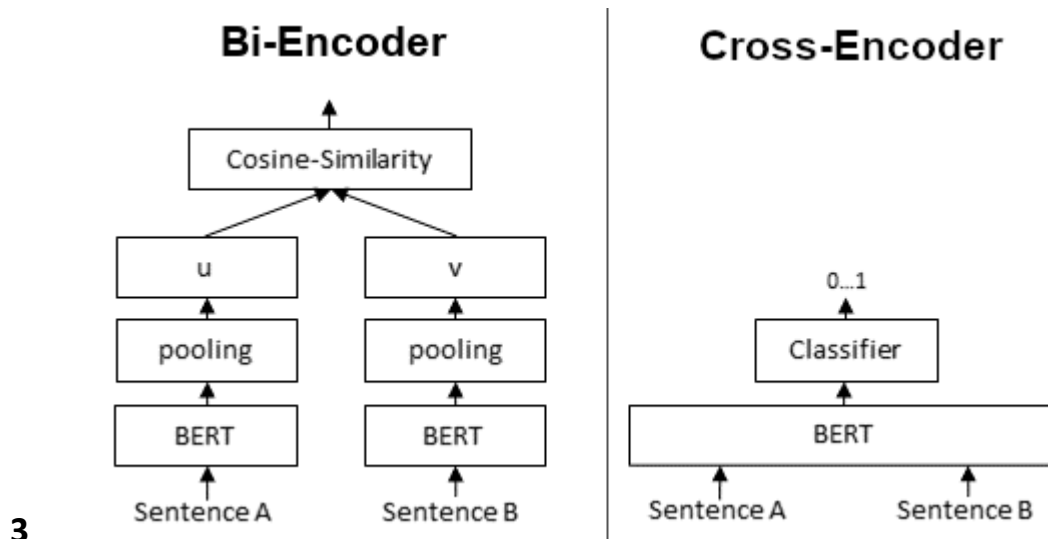 Bi-Encoder
Cosine-Similarity
u v
pooling pooling
BERT BERT
Sentence A Sentence B
Cross-Encoder
0...1
Classifier
BERT
Sentence A Sentence B
3